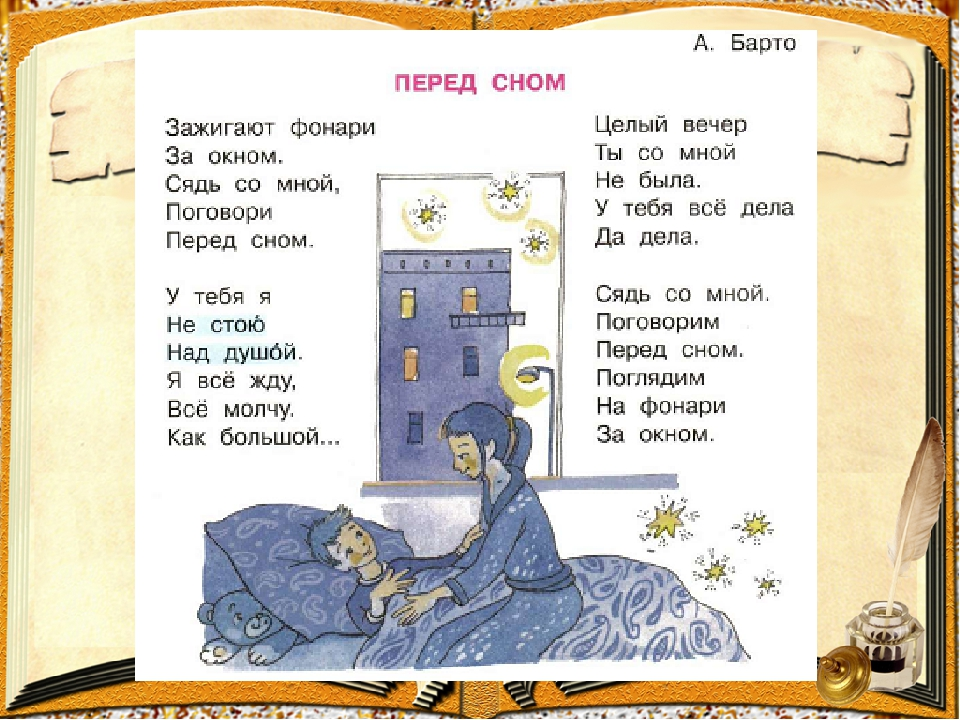 А. Барто
ПЕРЕД СНОМ
Зажигают фонари
За окном.
Сядь со мной,
Поговори
Перед сном.
У тебя я
Не стою́
Над душо́й.
Я всё жду,
Всё молчу.
Как большой...
Целый вечер
Ты со мной
Не была.
У тебя всё дела
Да дела.
Сядь со мной.
Поговорим
Перед сном.
Поглядим
На фонари
За окном.